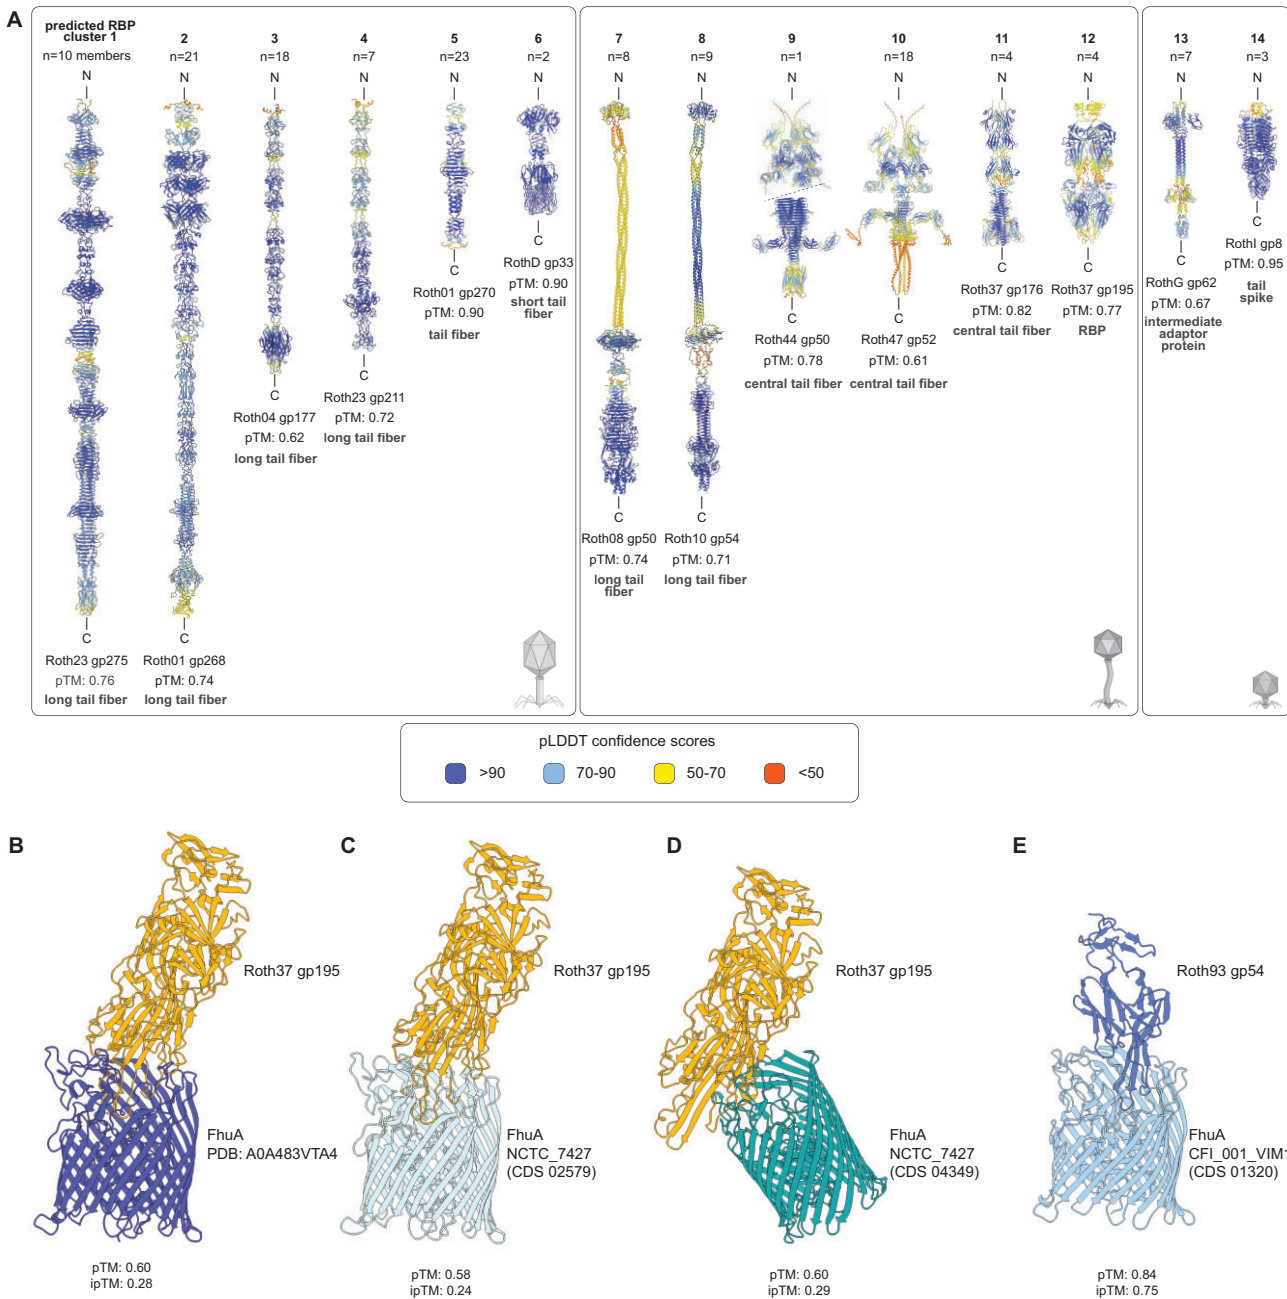 A
predicted RBP
cluster 1
n=10 members
N
C
Roth23 gp275
pTM: 0.76
long tail fiber
2
n=21
N
C
Roth01 gp268
pTM: 0.74
long tail fiber
3
n=18
N
C
Roth04 gp177
pTM: 0.62
long tail fiber
4
n=7
N
C
Roth23 gp211
pTM: 0.72
long tail fiber
5
n=23
N
C
Roth01 gp270
pTM: 0.90
tail fiber
6
n=2
N
C
RothD gp33
pTM: 0.90
short tail
fiber
7
n=8
N
C
Roth08 gp50
pTM: 0.74
long tail
fiber
8
n=9
N
C
Roth10 gp54
pTM: 0.71
long tail fiber
9
n=1
N
C
Roth44 gp50
pTM: 0.78
central tail fiber
10
n=18
N
C
Roth47 gp52
pTM: 0.61
central tail fiber
11
n=4
N
C
Roth37 gp176
pTM: 0.82
central tail fiber
12
n=4
N
C
Roth37 gp195
pTM: 0.77
RBP
13
n=7
N
C
RothG gp62
pTM: 0.67
intermediate
adaptor
protein
14
n=3
N
C
RothI gp8
pTM: 0.95
tail
spike
pLDDT confidence scores
>90
70-90
50-70
<50
B
Roth37 gp195
FhuA
PDB: A0A483VTA4
pTM: 0.60
ipTM: 0.28
C
Roth37 gp195
FhuA
NCTC_7427
(CDS 02579)
pTM: 0.58
ipTM: 0.24
D
Roth37 gp195
FhuA
NCTC_7427
(CDS 04349)
pTM: 0.60
ipTM: 0.29
E
Roth93 gp54
FhuA
CFI_001_VIM1
(CDS 01320)
pTM: 0.84
ipTM: 0.75